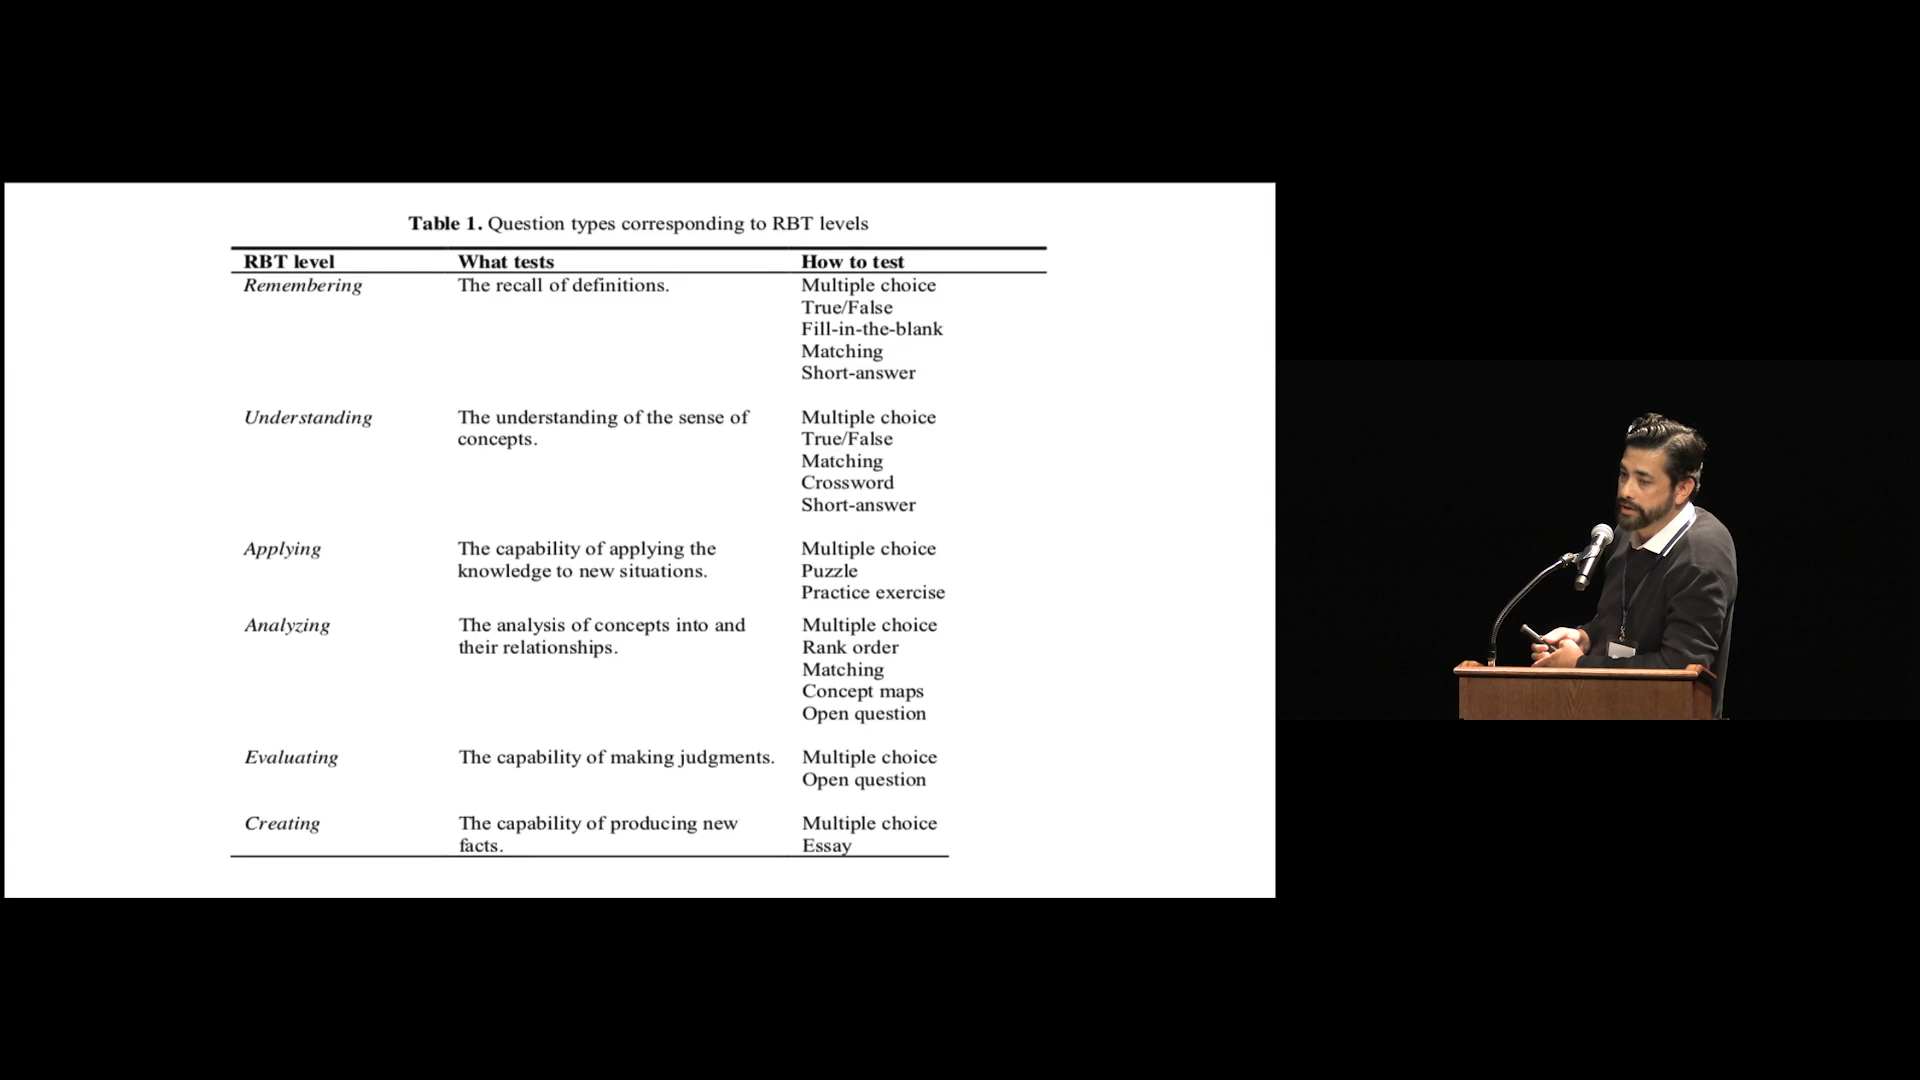 Table 1. Question types corresponding to RBT levels
RBT level What tests How to test
Remembering The recall of definitions. Multiple choice
True/False
Fill-in-the-blank
Matching
Short-answer
Understanding The understanding of the sense of Multiple choice
concepts. True/False
Matching
Crossword
Short-answer
Applying The capability of applying the Multiple choice
knowledge to new situations. Puzzle
Practice exercise
Analyzing The analysis of concepts into and Multiple choice
their relationships. Rank order
Matching
Concept maps
Open question
Evaluating The capability of making judgments. Multiple choice
Open question
Creating The capability of producing new Multiple choice
facts. Essay